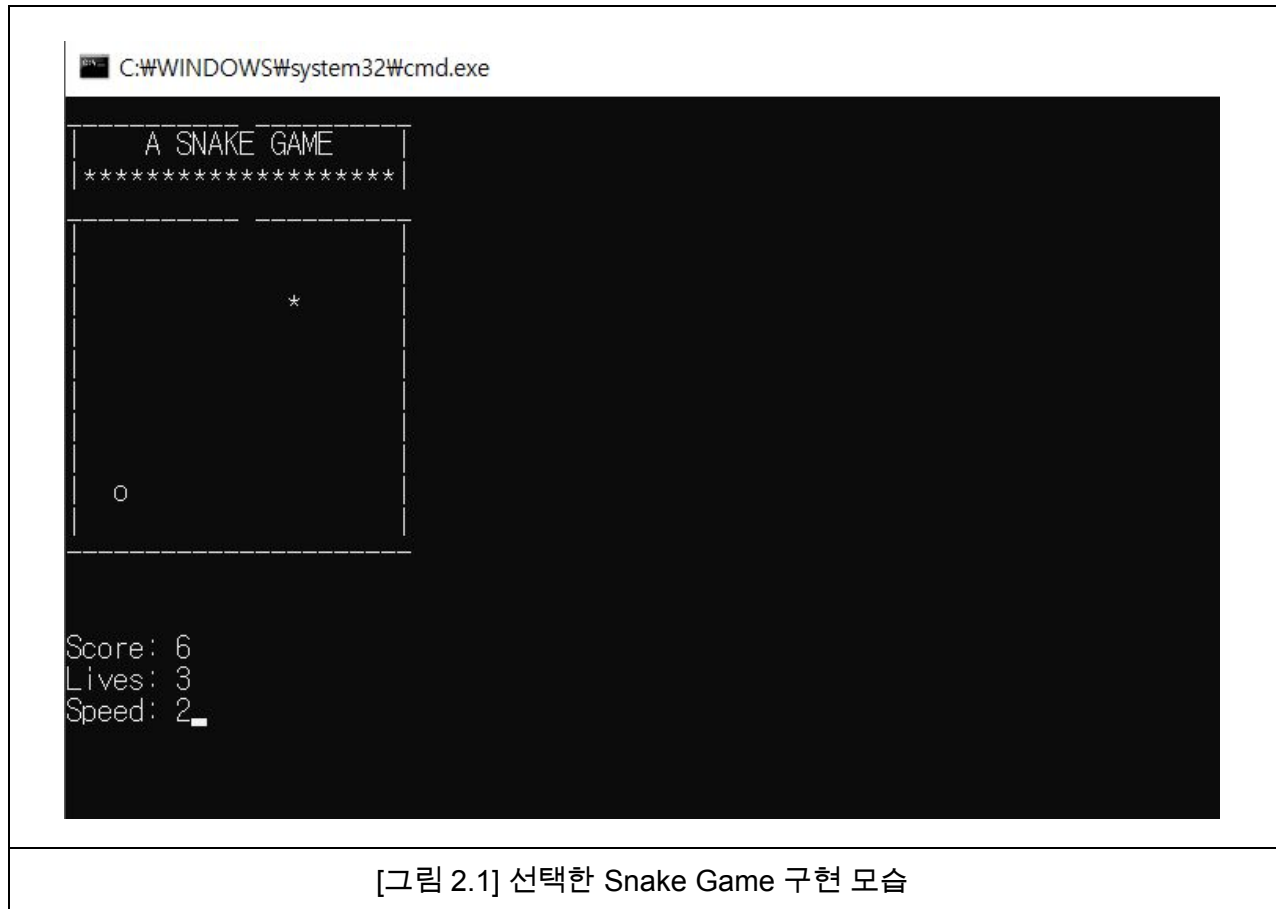 C:₩WINDOWS₩system32₩cmd.exe
A SNAKE GAME
|********************|
*
o
Score: 6
Lives: 3
Speed: 2_
[그림 2.1] 선택한 Snake Game 구현 모습